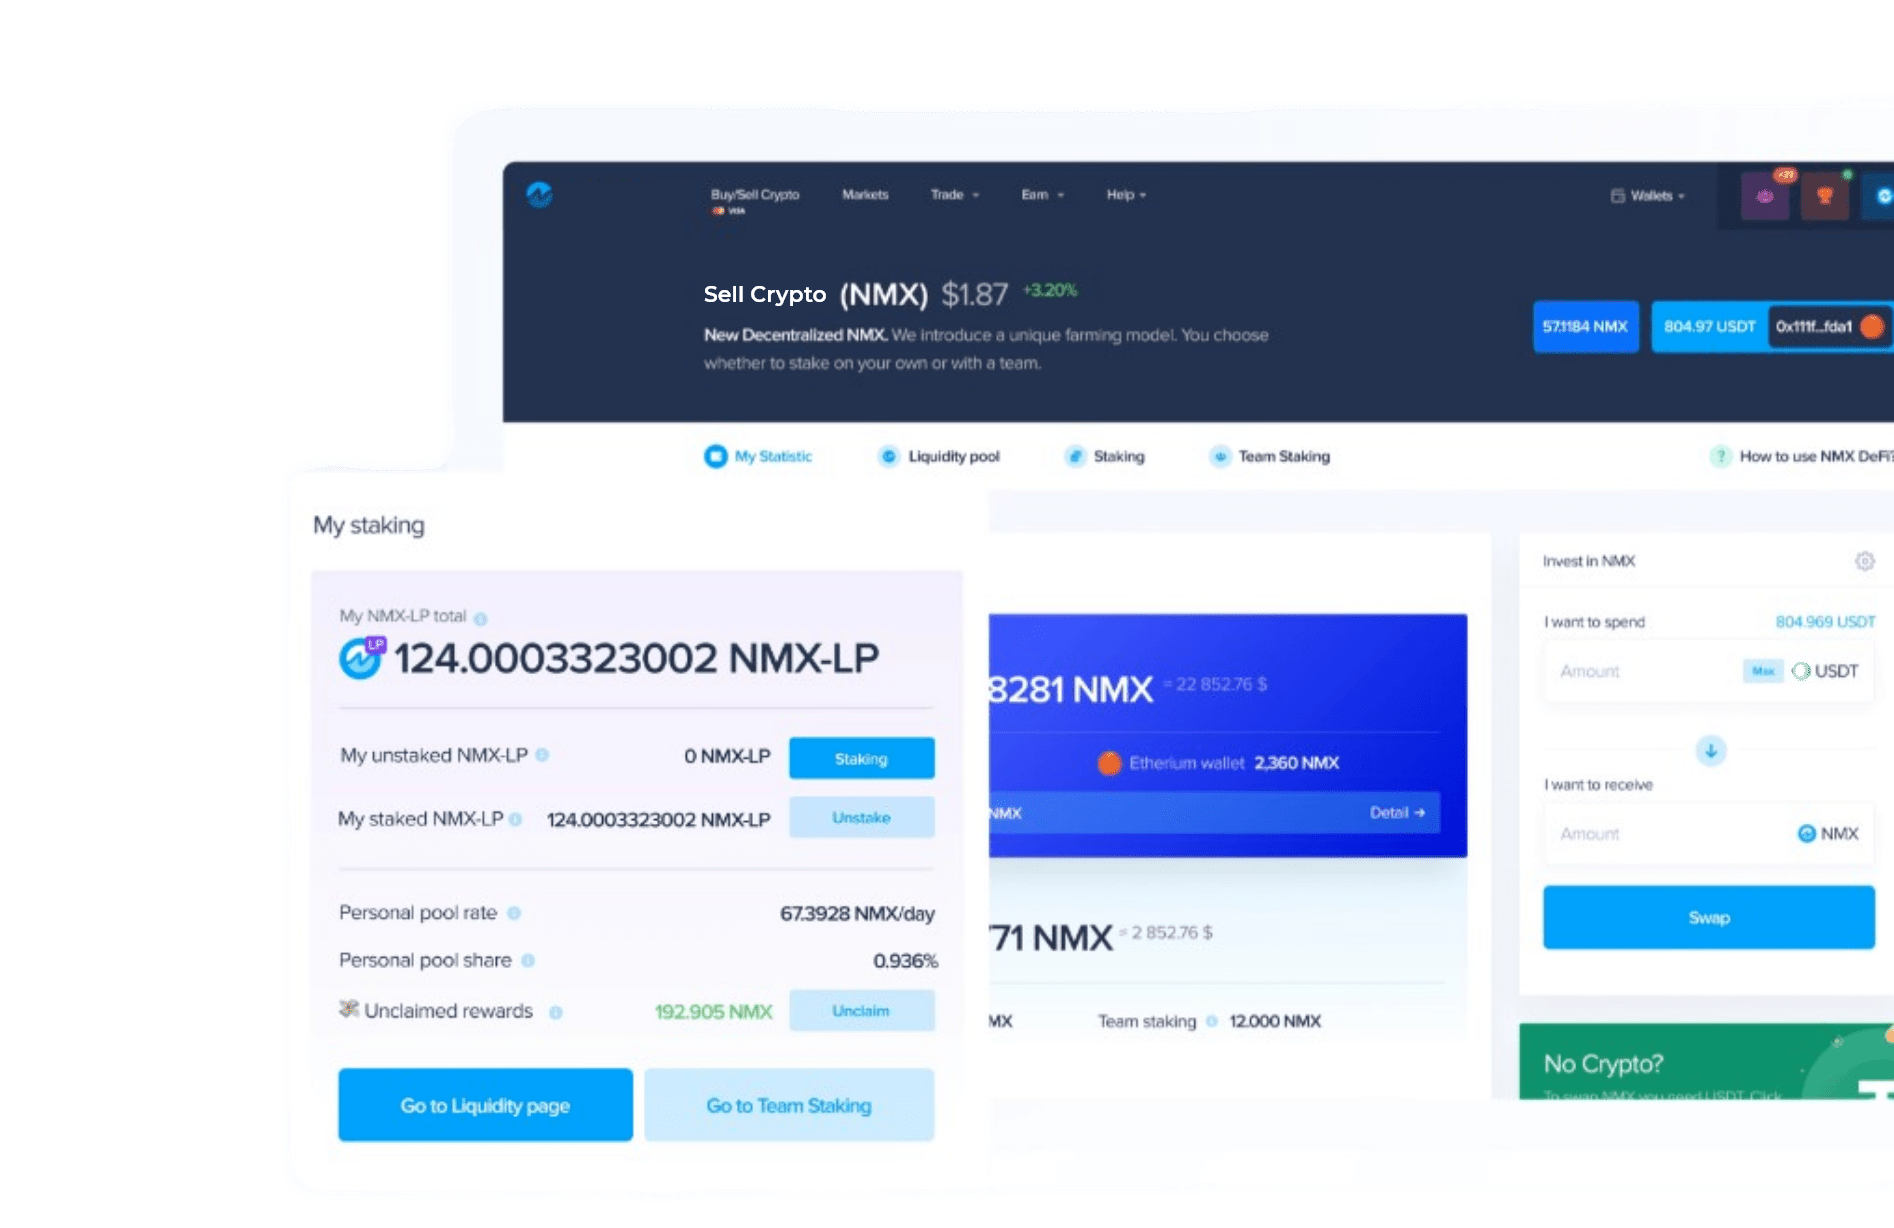 Buy/Sell Crypto Markets Trade Earn Help Wallets
VISA
Sell Crypto (NMX) $1.87 +3.20%
New Decentralized NMX. We introduce a unique farming model. You choose
whether to stake on your own or with a team.
57.1184 NMX 804.97 USDT 0x111f...fda1
My Statistic Liquidity pool Staking Team Staking ? How to use NMX DeFi?
My staking
My NMX-LP total
LP
124.0003323002 NMX-LP
My unstaked NMX-LP 0 NMX-LP Staking
My staked NMX-LP 124.0003323002 NMX-LP Unstake
Personal pool rate 67.3928 NMX/day
Personal pool share 0.936%
Unclaimed rewards 192.905 NMX Unclaim
Go to Liquidity page Go to Team Staking
8281 NMX = 22 852.76 $
Etherium wallet 2,360 NMX
NMX Detail →
71 NMX = 2 852.76 $
MX Team staking 12.000 NMX
Invest in NMX
I want to spend 804.969 USDT
Amount Max USDT
I want to receive
Amount NMX
Swap
No Crypto?
To swap NMX you need USDT. Click